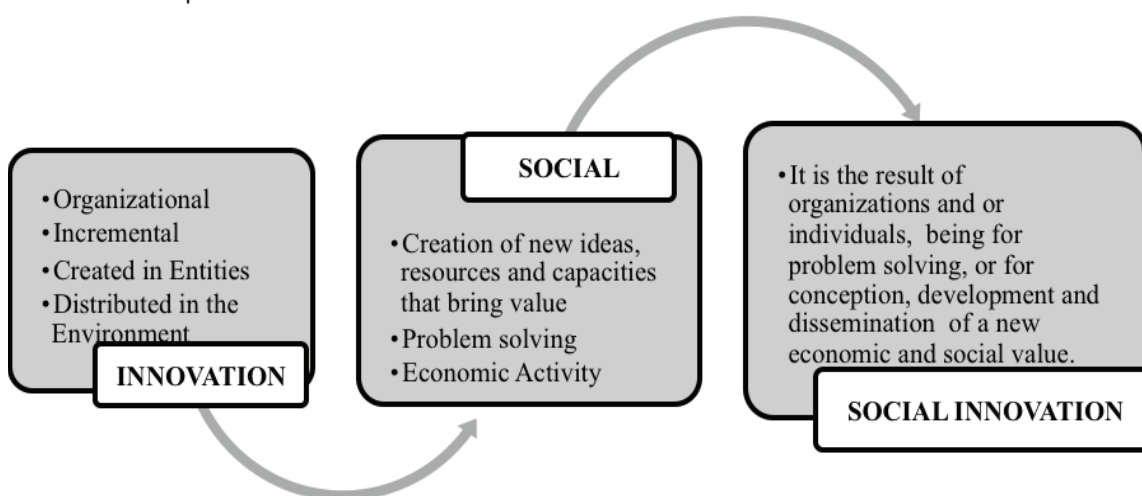 • Organizational
• Incremental
• Created in Entities
• Distributed in the
Environment
INNOVATION
SOCIAL
• Creation of new ideas,
resources and capacities
that bring value
• Problem solving
• Economic Activity
• It is the result of
organizations and or
individuals, being for
problem solving, or for
conception, development and
dissemination of a new
economic and social value.
SOCIAL INNOVATION